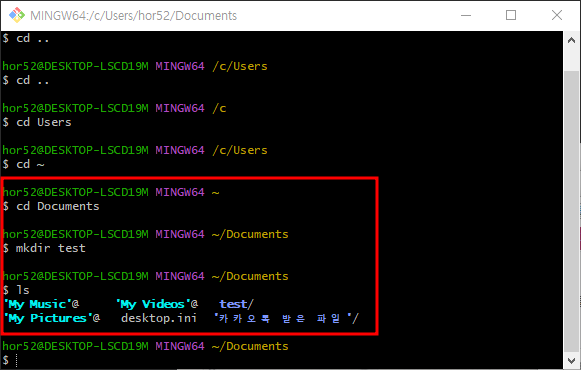 MINGW64:/c/Users/hor52/Documents
$ cd ..
hor52@DESKTOP-LSCD19M MINGW64 /c/Users
$ cd ..
hor52@DESKTOP-LSCD19M MINGW64 /c
$ cd Users
hor52@DESKTOP-LSCD19M MINGW64 /c/Users
$ cd ~
hor52@DESKTOP-LSCD19M MINGW64 ~
$ cd Documents
hor52@DESKTOP-LSCD19M MINGW64 ~/Documents
$ mkdir test
hor52@DESKTOP-LSCD19M MINGW64 ~/Documents
$ ls
'My Music'@ 'My Videos'@ test/
'My Pictures'@ desktop.ini '카카오톡 받은 파일'/
hor52@DESKTOP-LSCD19M MINGW64 ~/Documents
$